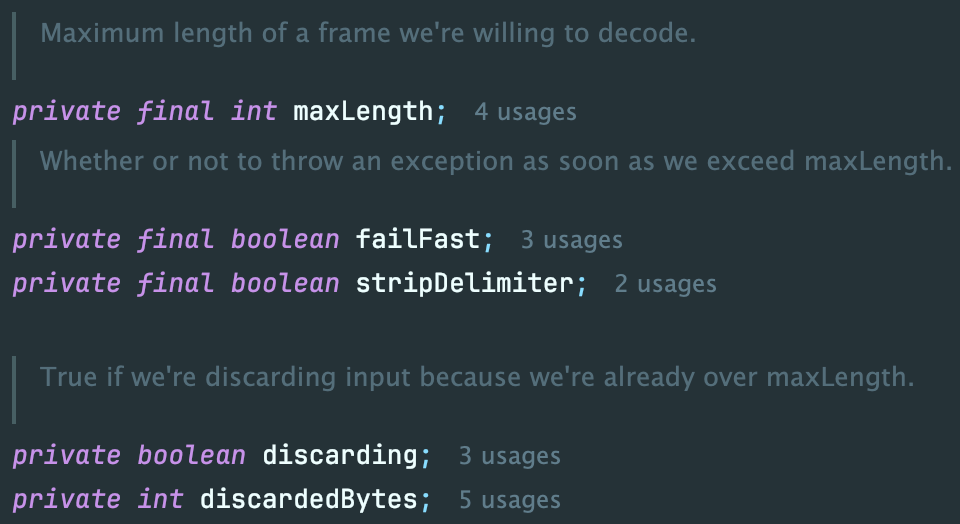 Maximum length of a frame we're willing to decode.
private final int maxLength; 4 usages
Whether or not to throw an exception as soon as we exceed maxLength.
private final boolean failFast; 3 usages
private final boolean stripDelimiter; 2 usages
True if we're discarding input because we're already over maxLength.
private boolean discarding; 3 usages
private int discardedBytes; 5 usages